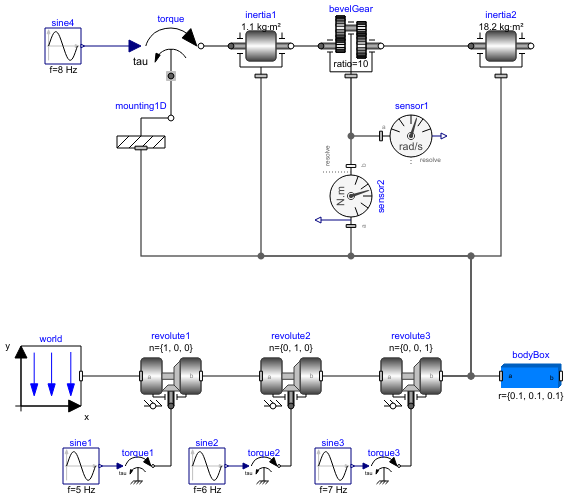 sine4
f=8 Hz
torque
tau
inertia1
1.1 kg·m²
bevelGear
ratio=10
inertia2
18.2 kg·m²
mounting1D
sensor1
a
rad/s
resolve
resolve
b
N.m
sensor2
a
world
y
x
revolute1
n={1, 0, 0}
a
b
revolute2
n={0, 1, 0}
a
b
revolute3
n={0, 0, 1}
a
b
bodyBox
a
b
r={0.1, 0.1, 0.1}
sine1
f=5 Hz
torque1
tau
sine2
f=6 Hz
torque2
tau
sine3
f=7 Hz
torque3
tau